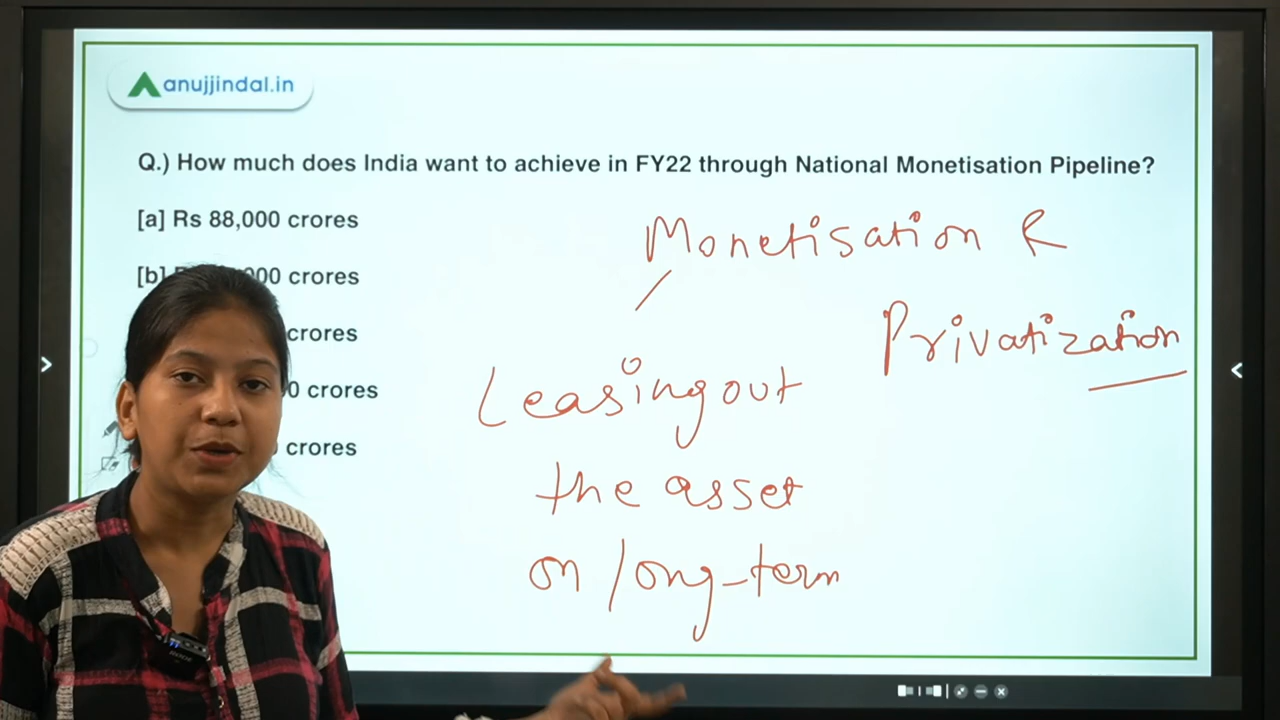 anujjindal.in
Q.) How much does India want to achieve in FY22 through National Monetisation Pipeline?
[a] Rs 88,000 crores
[b] 000 crores
crores
0 crores
crores
Monetisation &
Privatization
Leasing out
the asset
on long-term